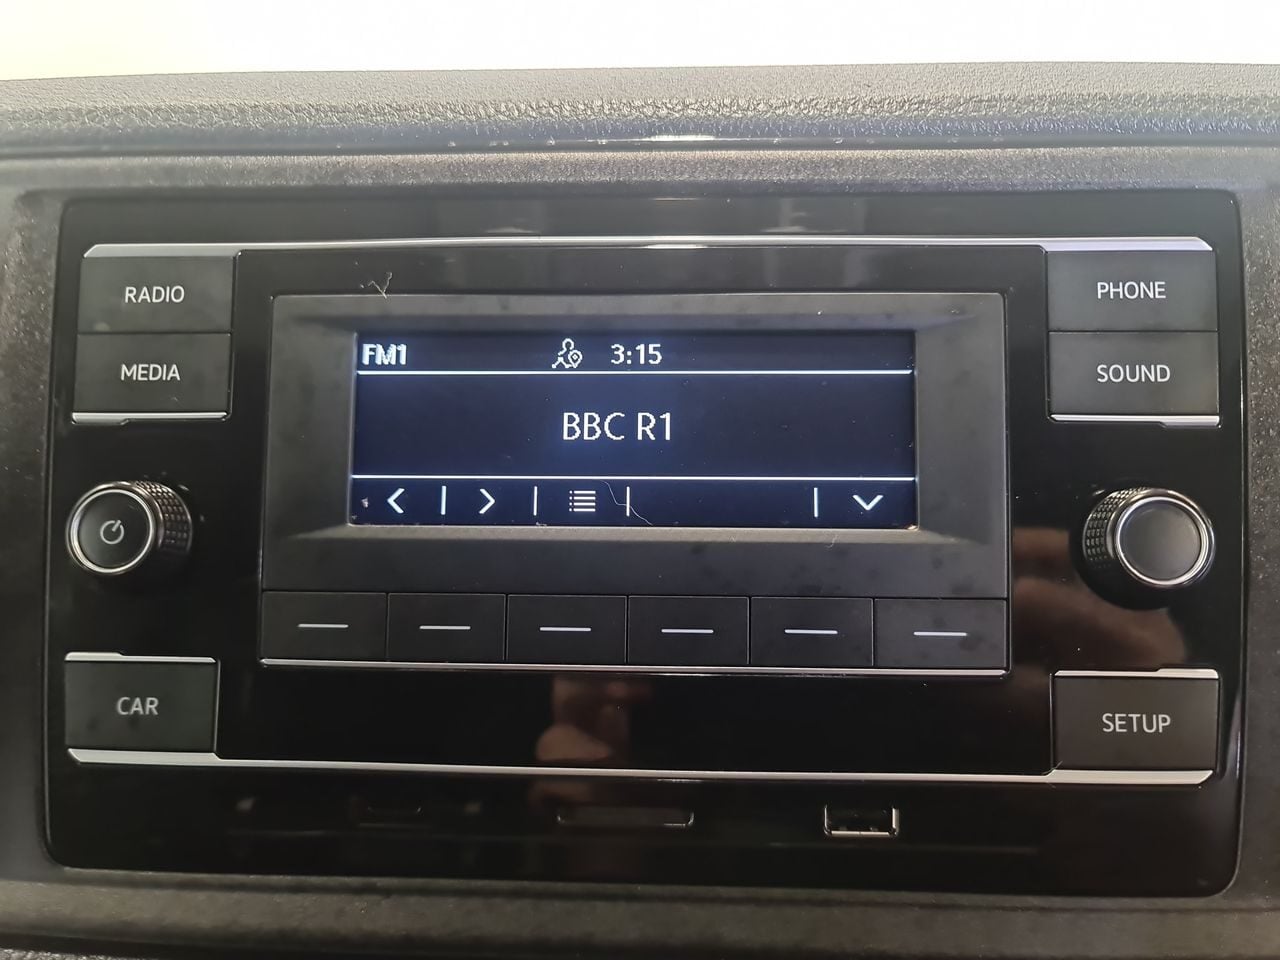 RADIO
MEDIA
PHONE
SOUND
FM1 3:15
BBC R1
CAR
SETUP